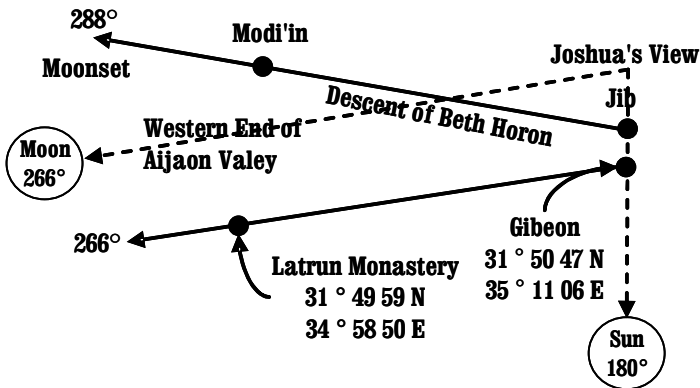 288°
Modi'in
Moonset
Joshua's View
Jib
Descent of Beth Horon
Western End of
Aijaon Valey
Moon
266°
266°
Gibeon
31 ° 50 47 N
35 ° 11 06 E
Latrun Monastery
31 ° 49 59 N
34 ° 58 50 E
Sun
180°